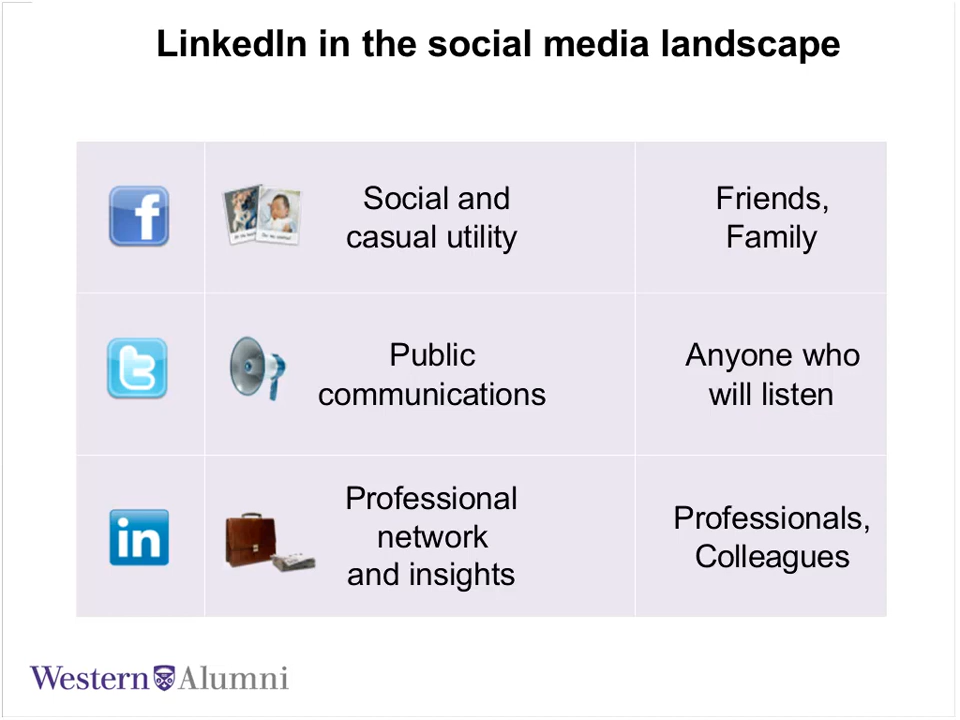 LinkedIn in the social media landscape
f
Social and
casual utility
Friends,
Family
t
Public
communications
Anyone who
will listen
in
Professional
network
and insights
Professionals,
Colleagues
Western Alumni